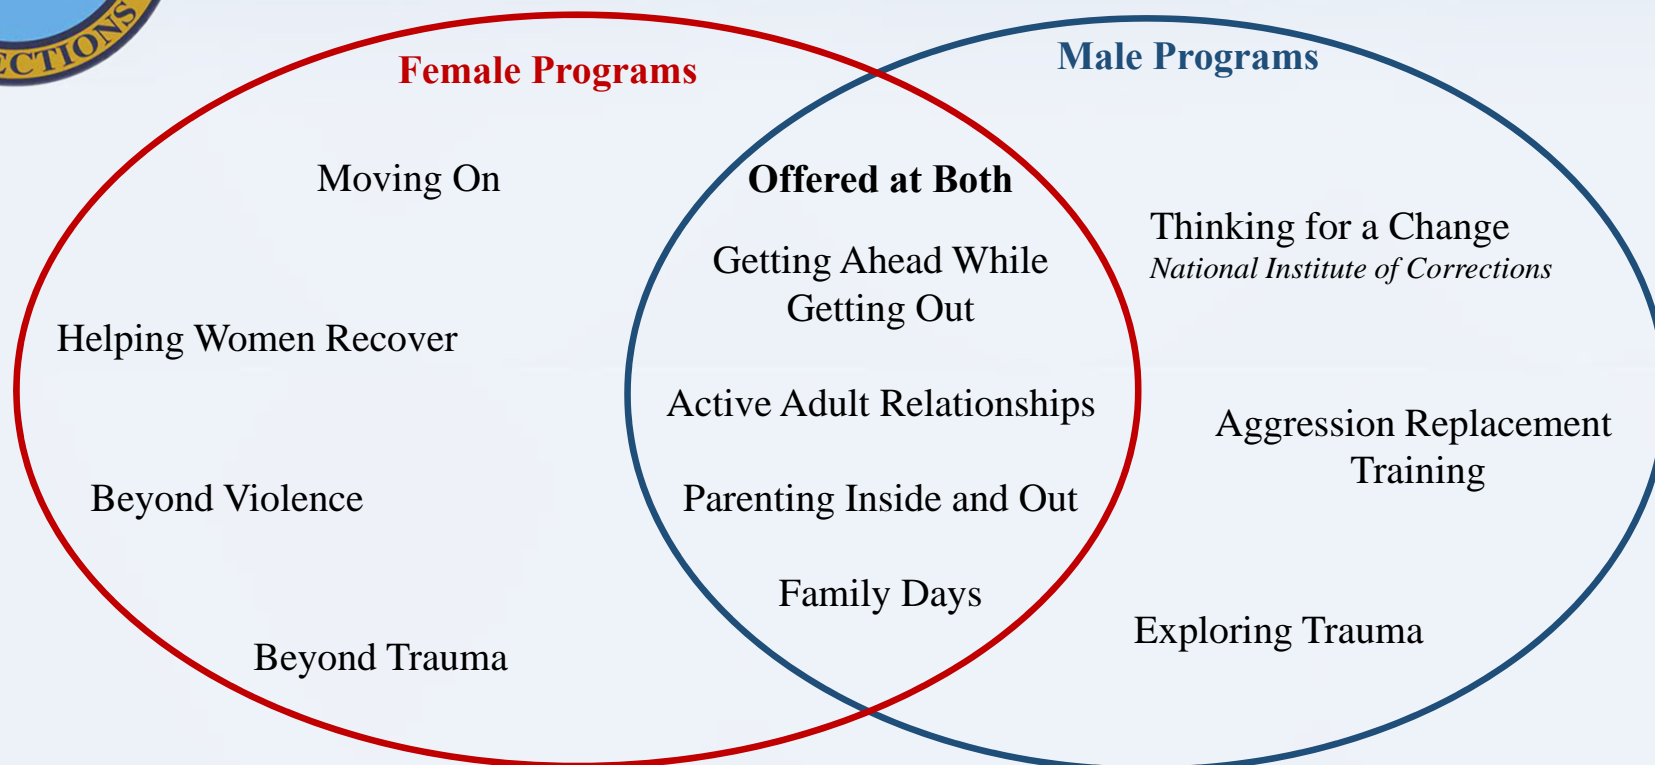 ECTIONS
Female Programs
Male Programs
Moving On
Helping Women Recover
Beyond Violence
Beyond Trauma
Offered at Both
Getting Ahead While
Getting Out
Active Adult Relationships
Parenting Inside and Out
Family Days
Thinking for a Change
National Institute of Corrections
Aggression Replacement
Training
Exploring Trauma